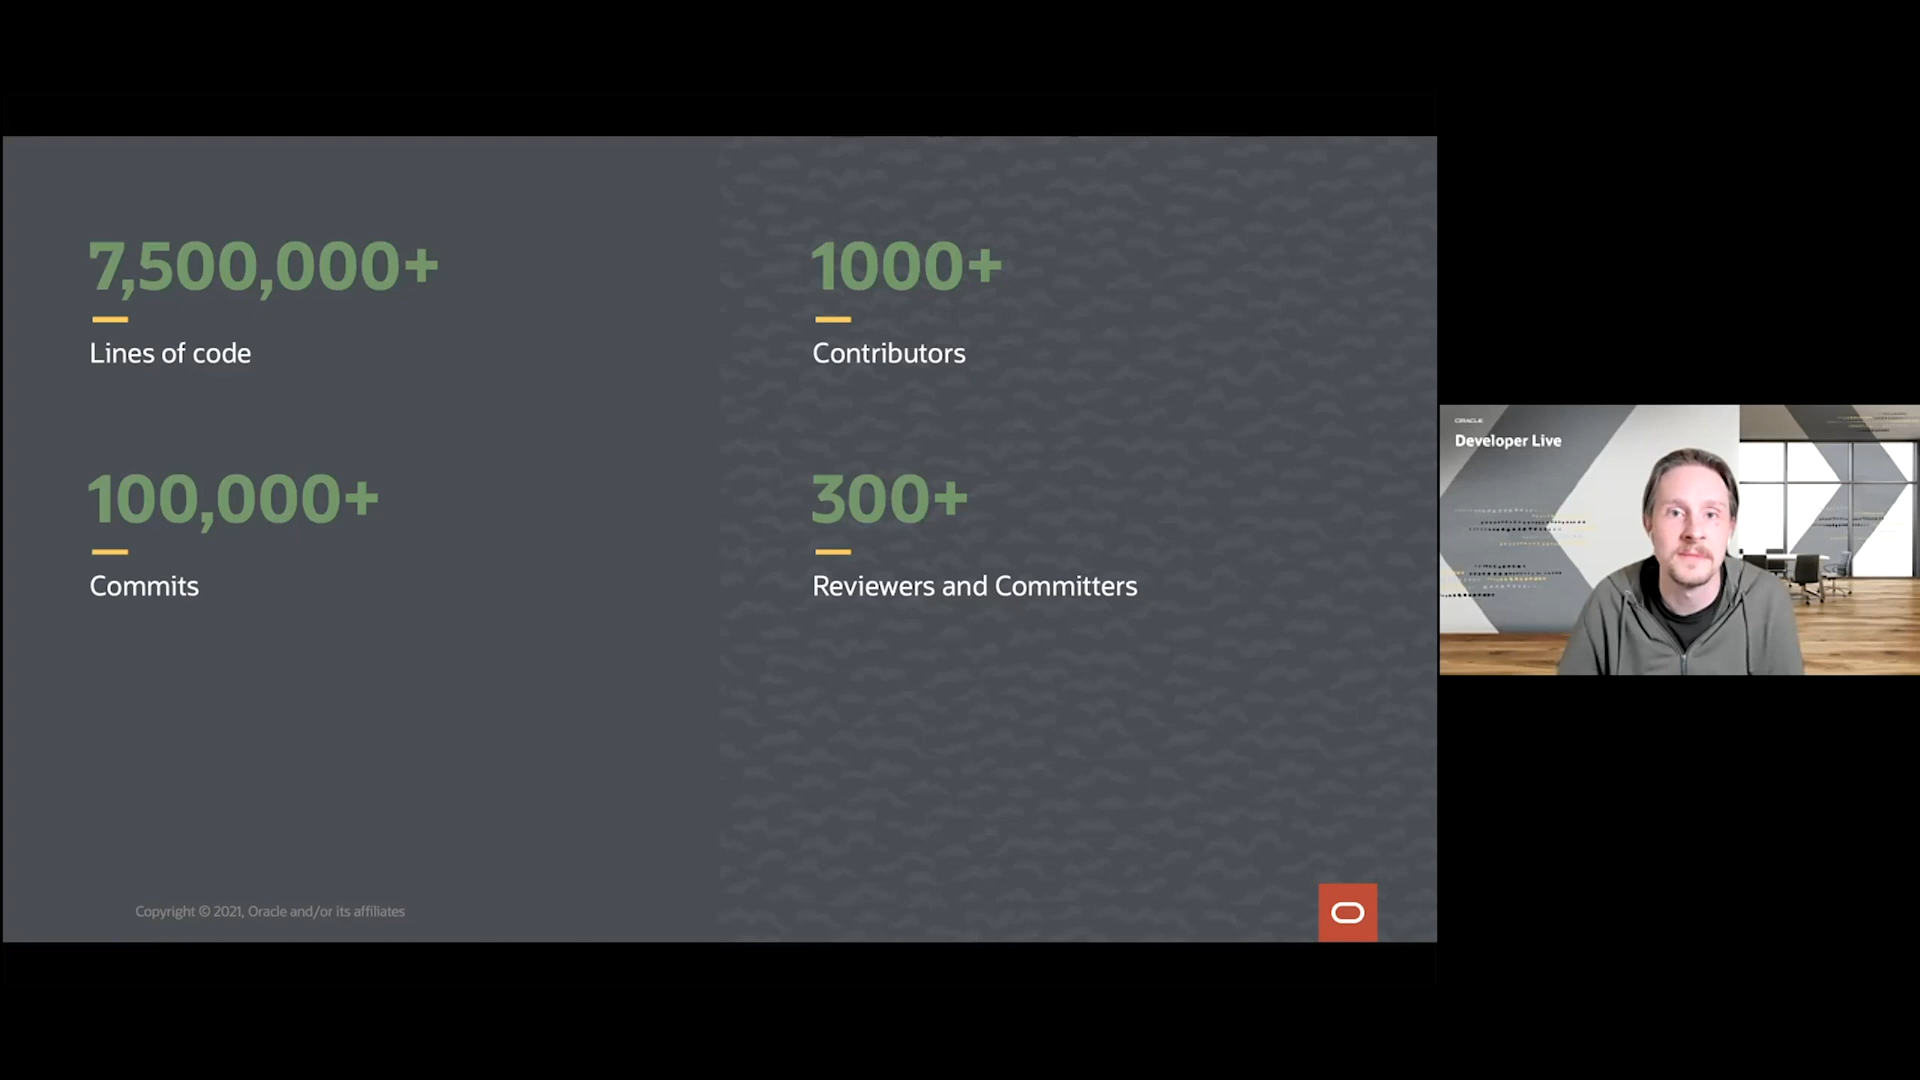 7,500,000+
Lines of code
1000+
Contributors
100,000+
Commits
300+
Reviewers and Committers
Copyright © 2021, Oracle and/or its affiliates
ORACLE
Developer Live